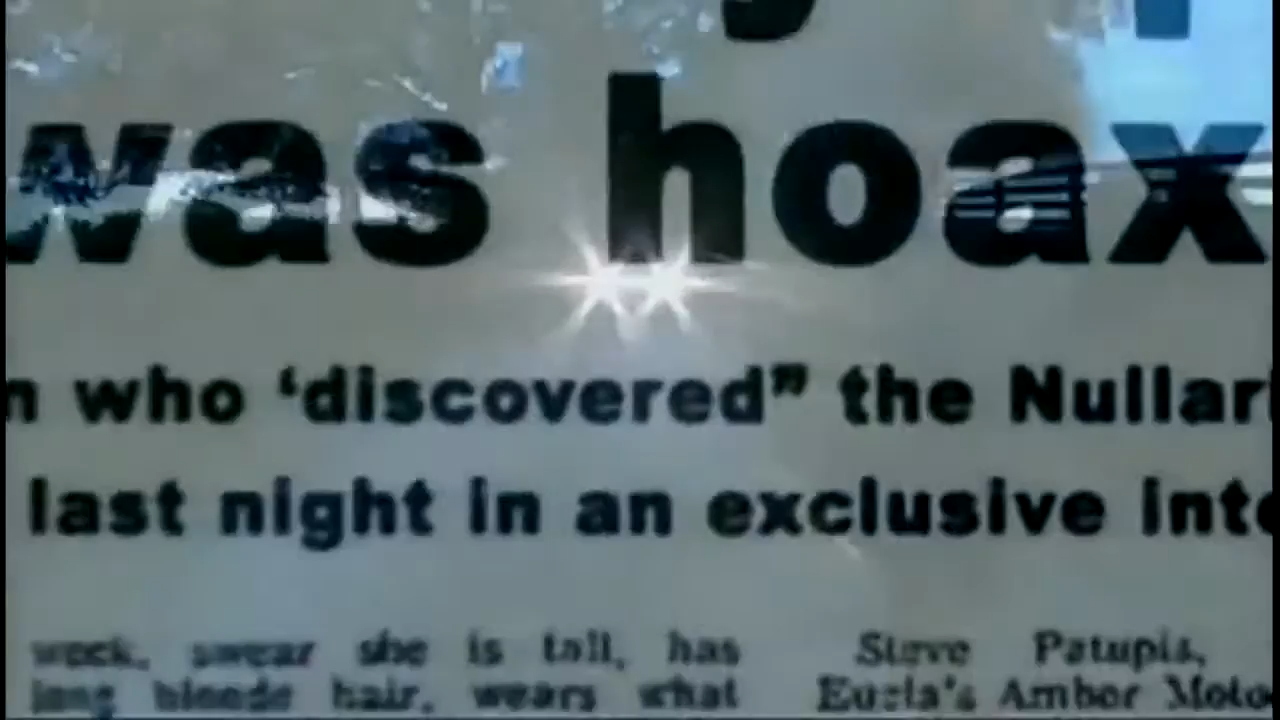 was hoax
n who ‘discovered” the Nullar
last night in an exclusive inte
week, swear she is tall, has
long blonde hair, wears what
Steve Patupis,
Eucla's Amber Moto